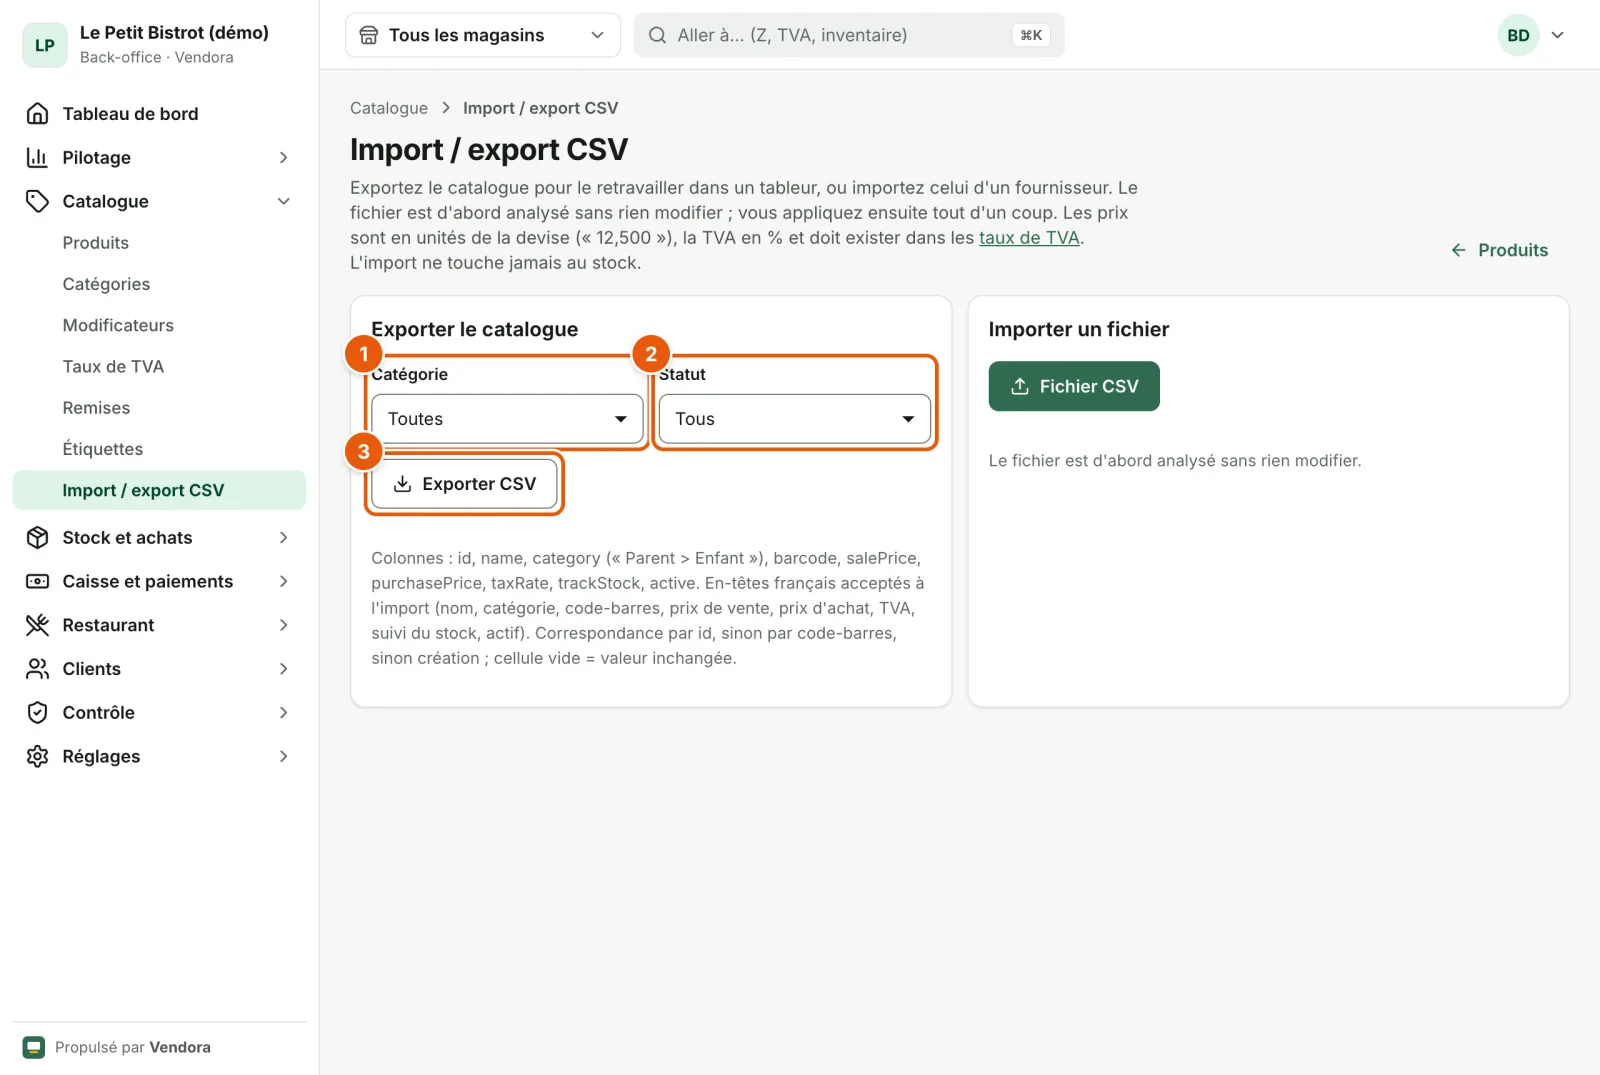 LP
Le Petit Bistrot (démo)
Back-office · Vendora
Tous les magasins
Aller à... (Z, TVA, inventaire)
⌘K
BD
Tableau de bord
Pilotage
Catalogue
Produits
Catégories
Modificateurs
Taux de TVA
Remises
Étiquettes
Import / export CSV
Stock et achats
Caisse et paiements
Restaurant
Clients
Contrôle
Réglages
Propulsé par Vendora
Catalogue > Import / export CSV
Import / export CSV
Exportez le catalogue pour le retravailler dans un tableur, ou importez celui d'un fournisseur. Le
fichier est d'abord analysé sans rien modifier ; vous appliquez ensuite tout d'un coup. Les prix
sont en unités de la devise (« 12,500 »), la TVA en % et doit exister dans les taux de TVA.
L'import ne touche jamais au stock.
← Produits
Exporter le catalogue
1
Catégorie
Toutes
2
Statut
Tous
3
Exporter CSV
Colonnes : id, name, category (« Parent > Enfant »), barcode, salePrice,
purchasePrice, taxRate, trackStock, active. En-têtes français acceptés à
l'import (nom, catégorie, code-barres, prix de vente, prix d'achat, TVA,
suivi du stock, actif). Correspondance par id, sinon par code-barres,
sinon création ; cellule vide = valeur inchangée.
Importer un fichier
Fichier CSV
Le fichier est d'abord analysé sans rien modifier.